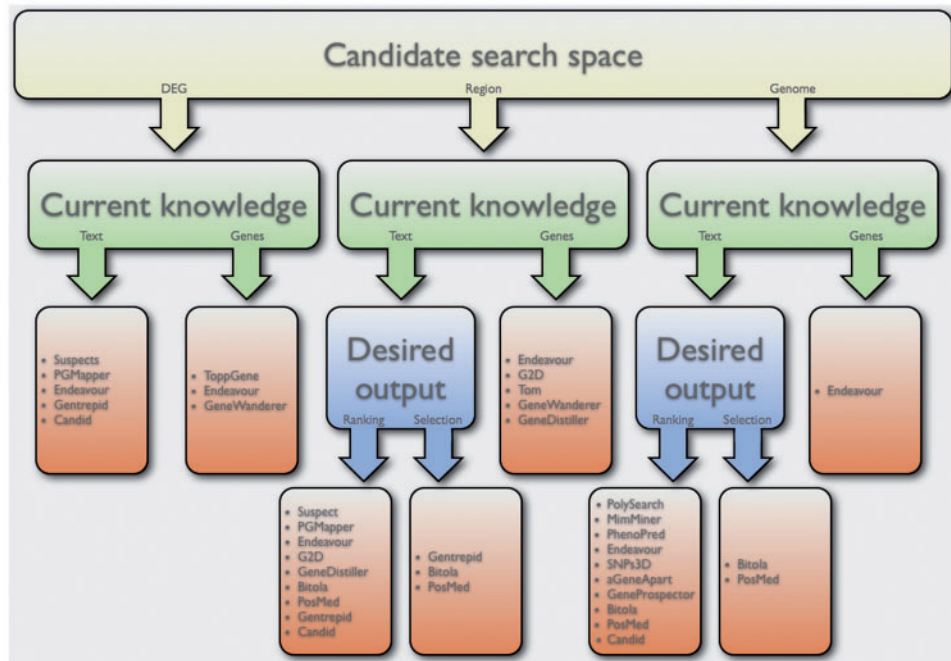 Candidate search space
DEG Region Genome
Current knowledge Current knowledge Current knowledge
Text Genes Text Genes Text Genes
• Suspects
• PGMapper
• Endeavour
• Gentrepid
• Candid
• ToppGene
• Endeavour
• GeneWanderer
Desired
output
Ranking Selection
• Endeavour
• G2D
• Tom
• GeneWanderer
• GeneDistiller
Desired
output
Ranking Selection
• Endeavour
• Suspect
• PGMapper
• Endeavour
• G2D
• GeneDistiller
• Bitola
• PosMed
• Gentrepid
• Candid
• Gentrepid
• Bitola
• PosMed
• PolySearch
• MimMiner
• PhenoPred
• Endeavour
• SNPs3D
• aGeneApart
• GeneProspector
• Bitola
• PosMed
• Candid
• Bitola
• PosMed